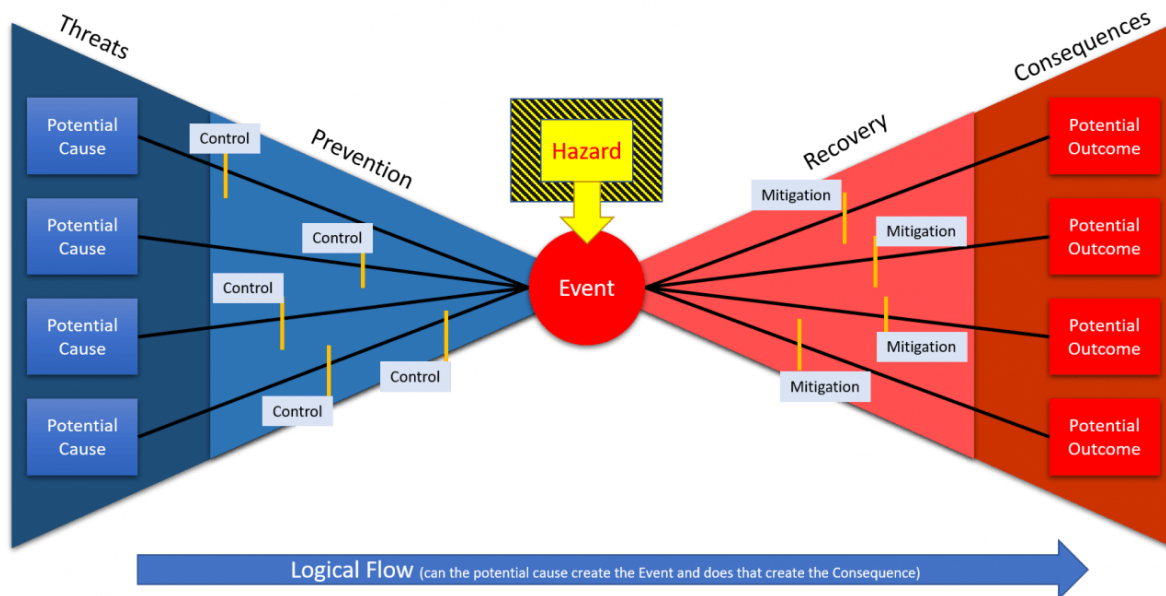 Threats
Prevention
Recovery
Consequences
Potential
Cause
Potential
Cause
Potential
Cause
Potential
Cause
Control
Control
Control
Control
Control
Hazard
Event
Mitigation
Mitigation
Mitigation
Mitigation
Potential
Outcome
Potential
Outcome
Potential
Outcome
Potential
Outcome
Logical Flow (can the potential cause create the Event and does that create the Consequence)